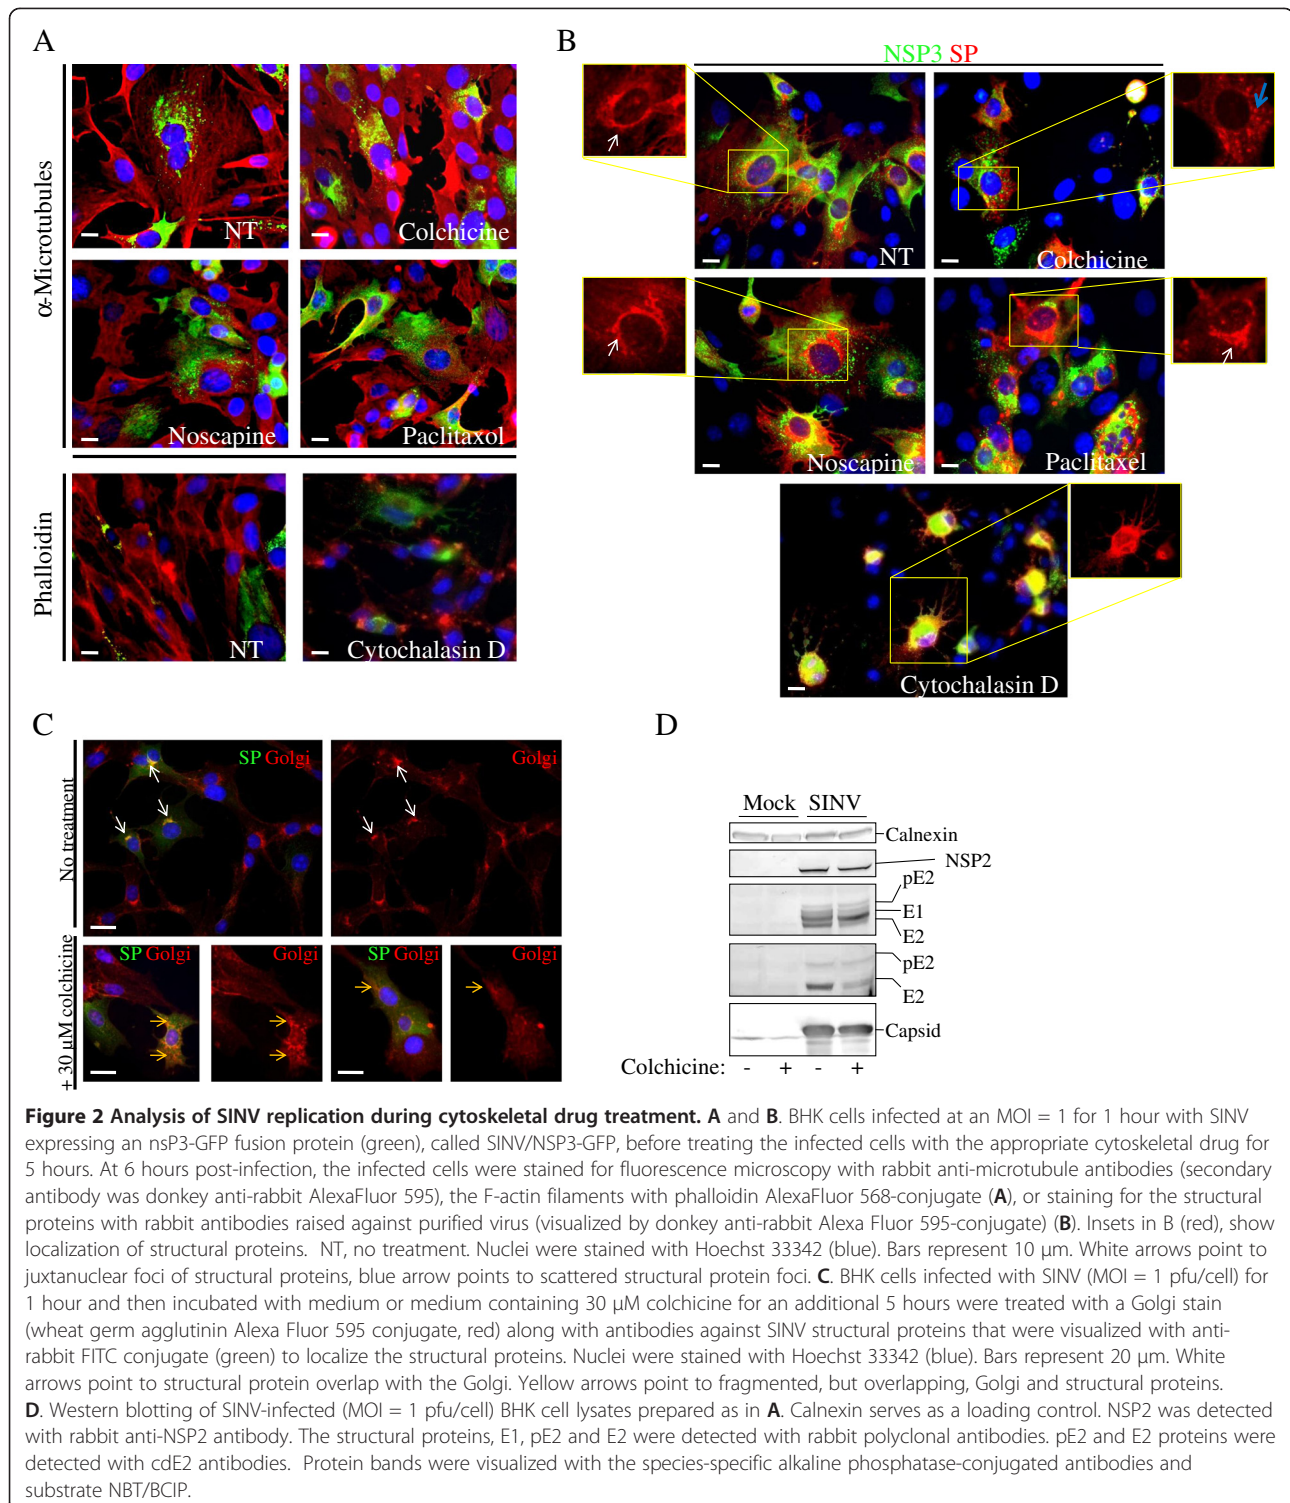 A
α-Microtubules
NT
Colchicine
Noscapine
Paclitaxol
Phalloidin
NT
Cytochalasin D
B
NSP3 SP
NT
Colchicine
Noscapine
Paclitaxel
Cytochalasin D
C
No treatment
SP Golgi
Golgi
+ 30 µM colchicine
SP Golgi
Golgi
SP Golgi
Golgi
D
Mock SINV
Calnexin
NSP2
pE2
E1
E2
pE2
E2
Capsid
Colchicine: - + - +
Figure 2 Analysis of SINV replication during cytoskeletal drug treatment. A and B. BHK cells infected at an MOI = 1 for 1 hour with SINV
expressing an nsP3-GFP fusion protein (green), called SINV/NSP3-GFP, before treating the infected cells with the appropriate cytoskeletal drug for
5 hours. At 6 hours post-infection, the infected cells were stained for fluorescence microscopy with rabbit anti-microtubule antibodies (secondary
antibody was donkey anti-rabbit AlexaFluor 595), the F-actin filaments with phalloidin AlexaFluor 568-conjugate (A), or staining for the structural
proteins with rabbit antibodies raised against purified virus (visualized by donkey anti-rabbit Alexa Fluor 595-conjugate) (B). Insets in B (red), show
localization of structural proteins. NT, no treatment. Nuclei were stained with Hoechst 33342 (blue). Bars represent 10 µm. White arrows point to
juxtanuclear foci of structural proteins, blue arrow points to scattered structural protein foci. C. BHK cells infected with SINV (MOI = 1 pfu/cell) for
1 hour and then incubated with medium or medium containing 30 µM colchicine for an additional 5 hours were treated with a Golgi stain
(wheat germ agglutinin Alexa Fluor 595 conjugate, red) along with antibodies against SINV structural proteins that were visualized with anti-
rabbit FITC conjugate (green) to localize the structural proteins. Nuclei were stained with Hoechst 33342 (blue). Bars represent 20 µm. White
arrows point to structural protein overlap with the Golgi. Yellow arrows point to fragmented, but overlapping, Golgi and structural proteins.
D. Western blotting of SINV-infected (MOI = 1 pfu/cell) BHK cell lysates prepared as in A. Calnexin serves as a loading control. NSP2 was detected
with rabbit anti-NSP2 antibody. The structural proteins, E1, pE2 and E2 were detected with rabbit polyclonal antibodies. pE2 and E2 proteins were
detected with cdE2 antibodies. Protein bands were visualized with the species-specific alkaline phosphatase-conjugated antibodies and
substrate NBT/BCIP.